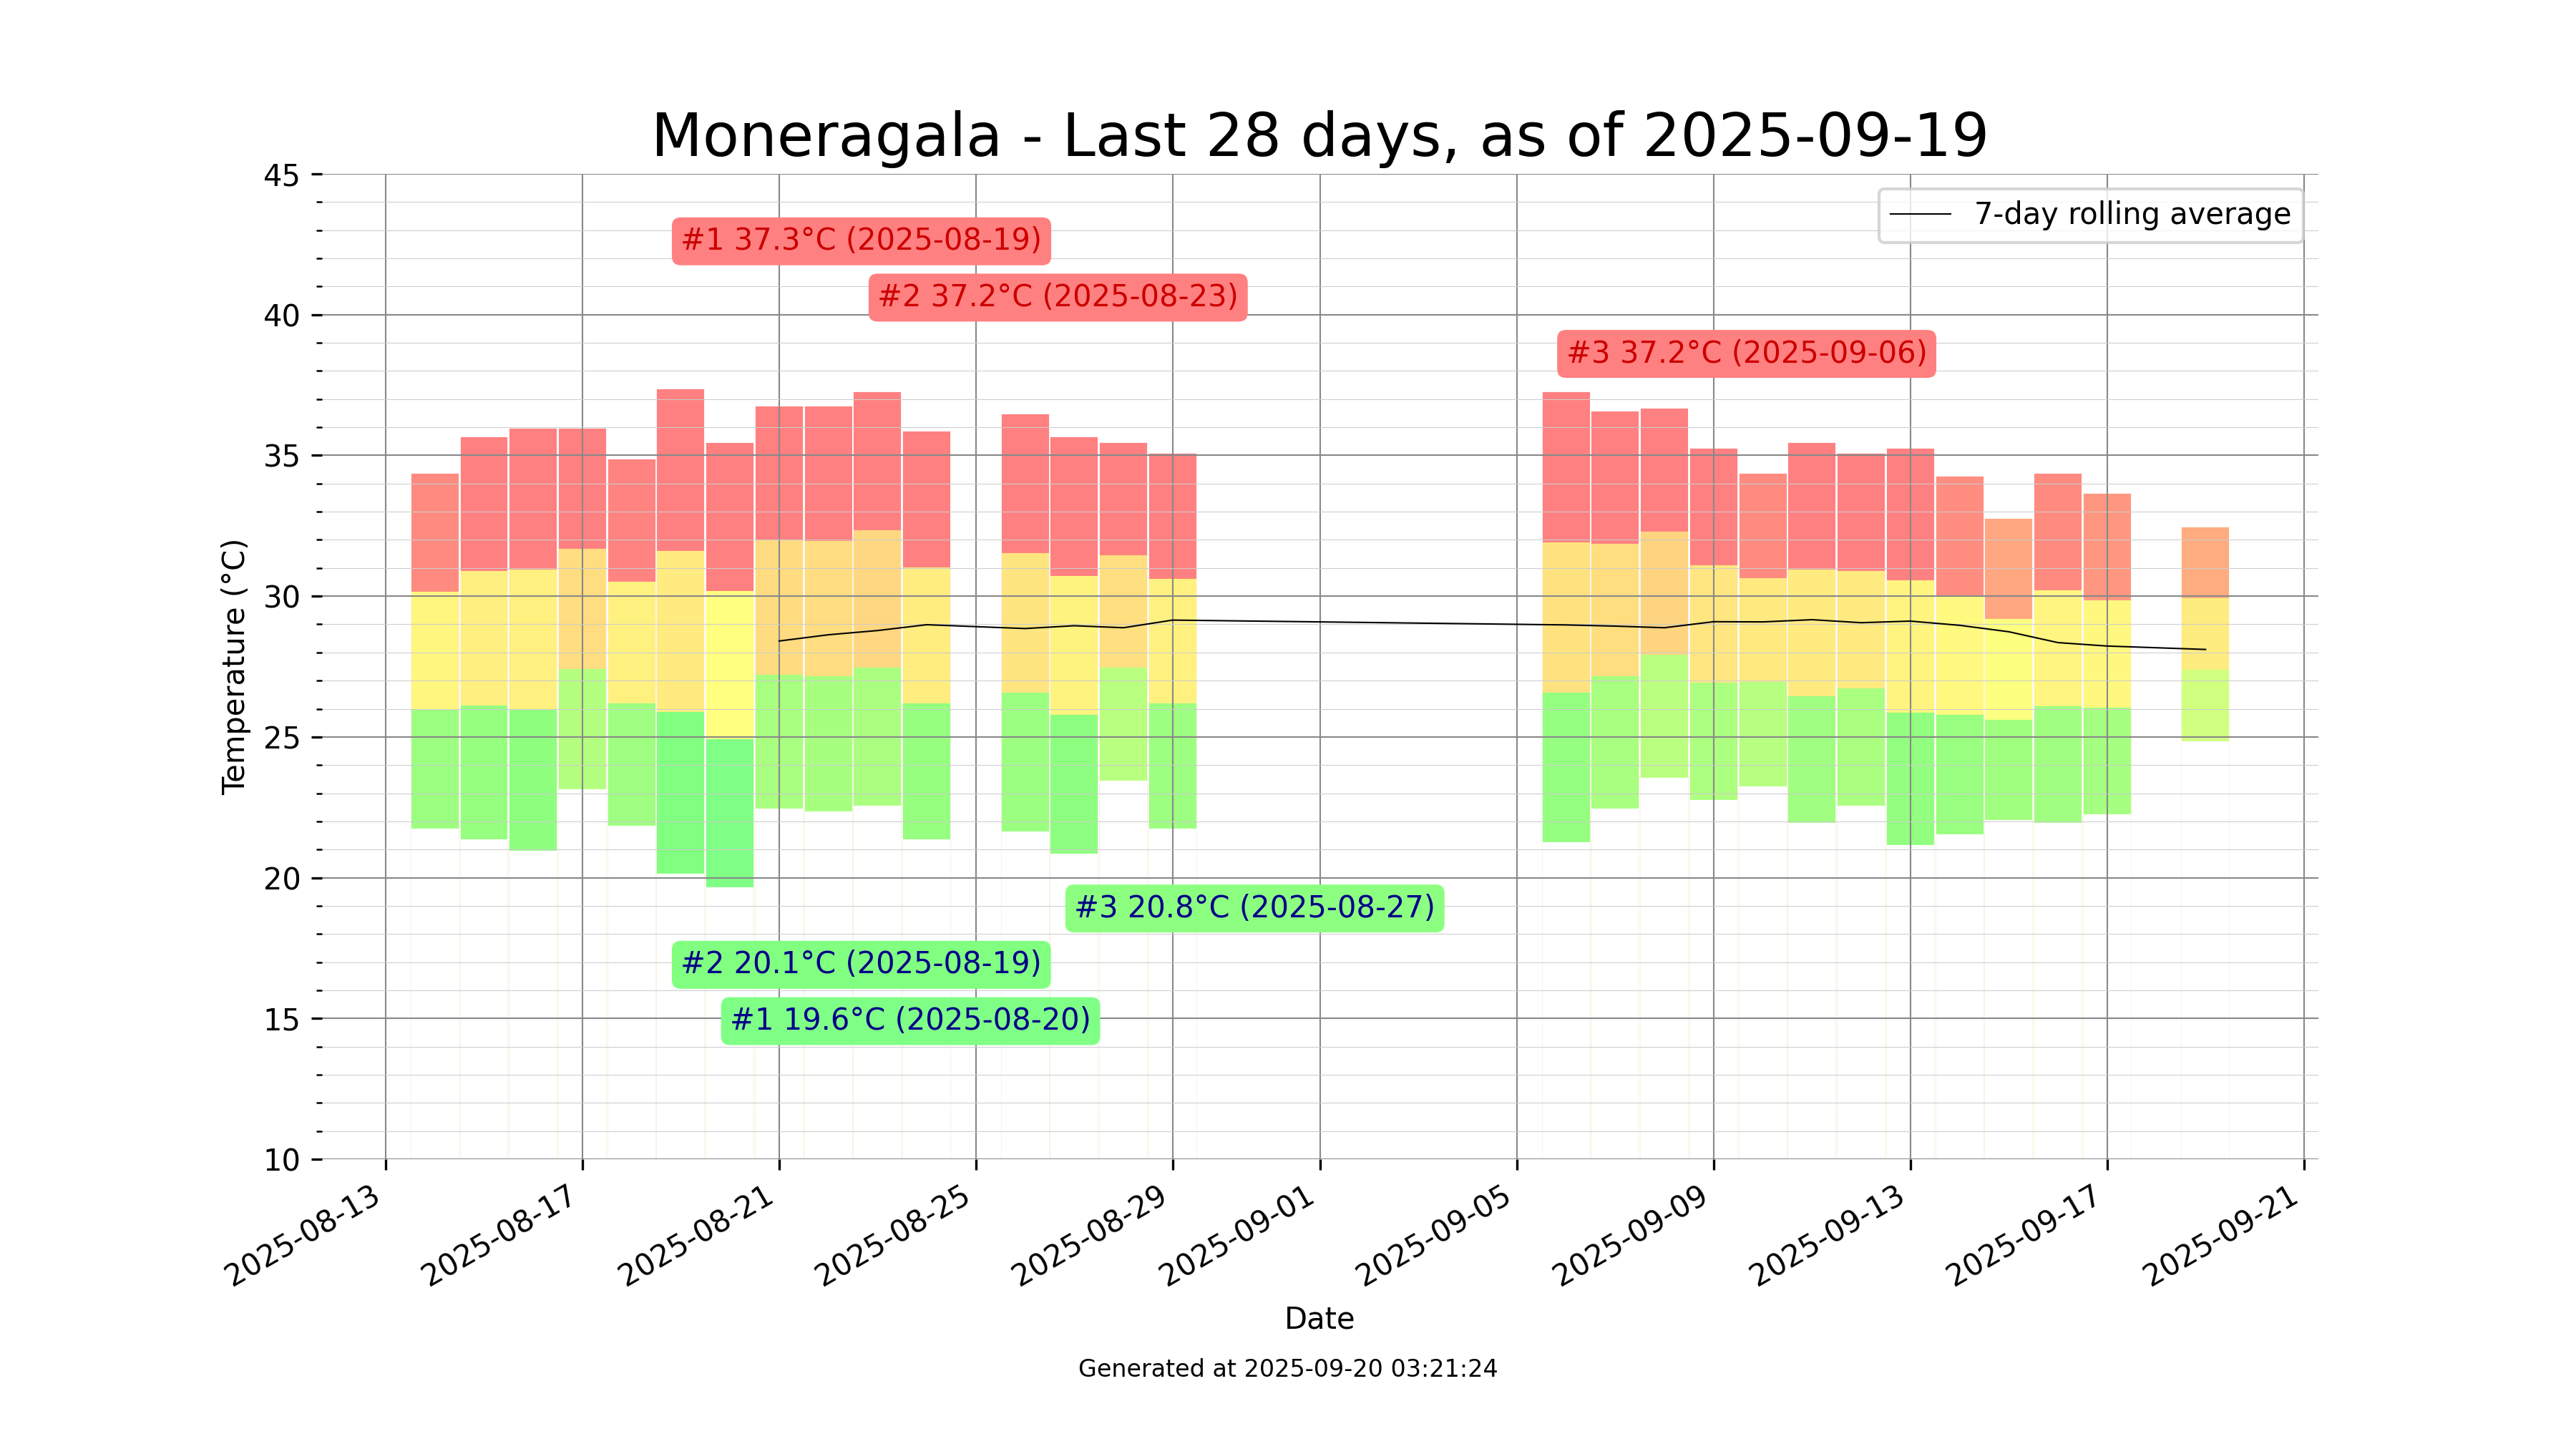 Moneragala - Last 28 days, as of 2025-09-19
45
7-day rolling average
#1 37.3°C (2025-08-19)
#2 37.2°C (2025-08-23)
40
#3 37.2°C (2025-09-06)
35
30
Temperature (°C)
25
20
#3 20.8°C (2025-08-27)
#2 20.1°C (2025-08-19)
15
#1 19.6°C (2025-08-20)
10
2025-08-13
2025-08-17
2025-08-21
2025-08-25
2025-08-29
2025-09-01
2025-09-05
2025-09-09
2025-09-13
2025-09-17
2025-09-21
Date
Generated at 2025-09-20 03:21:24